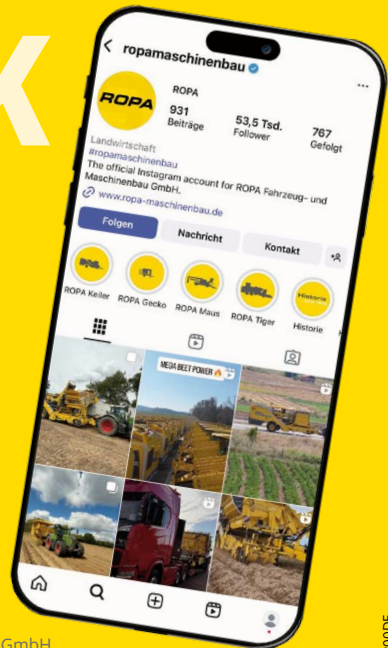 K
ropamaschinenbau
ROPA
ROPA
931 Beiträge
53,5 Tsd. Follower
767 Gefolgt
Landwirtschaft
#ropamaschinenbau
The official Instagram account for ROPA Fahrzeug- und
Maschinenbau GmbH.
www.ropa-maschinenbau.de
Folgen
Nachricht
Kontakt
ROPA Keiler
ROPA Gecko
ROPA Maus
ROPA Tiger
Historie
Historie
MEGA BEET POWER 🔥
GmbH